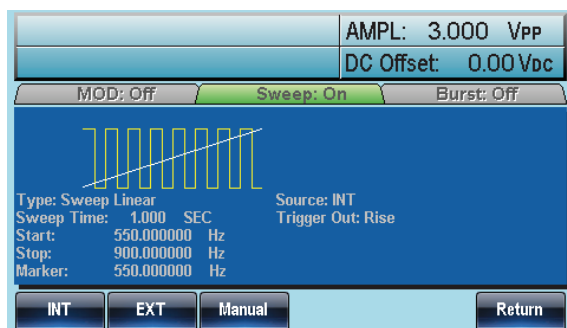 AMPL: 3.000 VPP
DC Offset: 0.00 VDC
MOD: Off Sweep: On Burst: Off
Type: Sweep Linear Source: INT
Sweep Time: 1.000 SEC Trigger Out: Rise
Start: 550.000000 Hz
Stop: 900.000000 Hz
Marker: 550.000000 Hz
INT EXT Manual Return